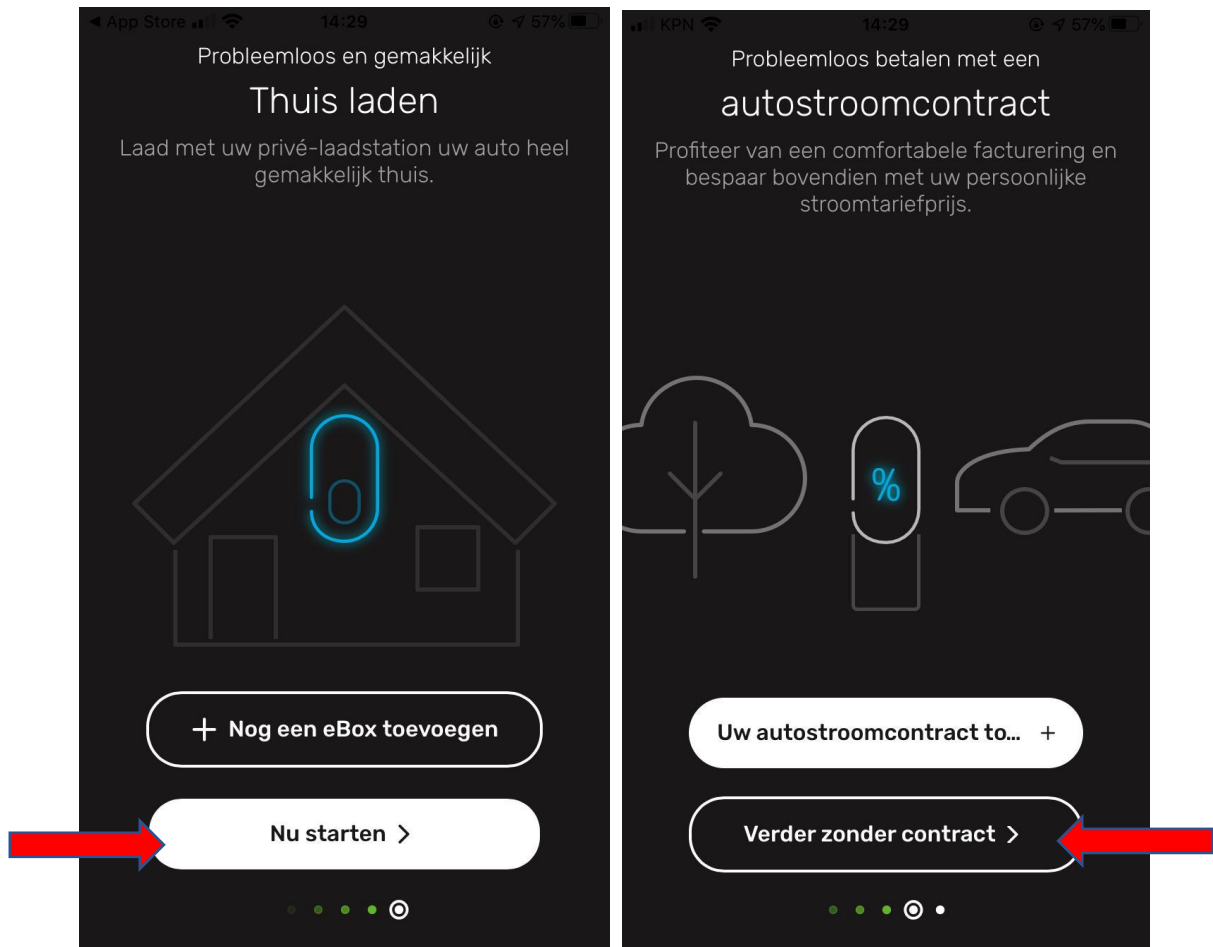 ◀ App Store 14:29 57%
Probleemloos en gemakkelijk
Thuis laden
Laad met uw privé-laadstation uw auto heel
gemakkelijk thuis.
+ Nog een eBox toevoegen
Nu starten >
KPN 14:29 57%
Probleemloos betalen met een
autostroomcontract
Profiteer van een comfortabele facturering en
bespaar bovendien met uw persoonlijke
stroomtariefprijs.
%
Uw autostroomcontract to... +
Verder zonder contract >